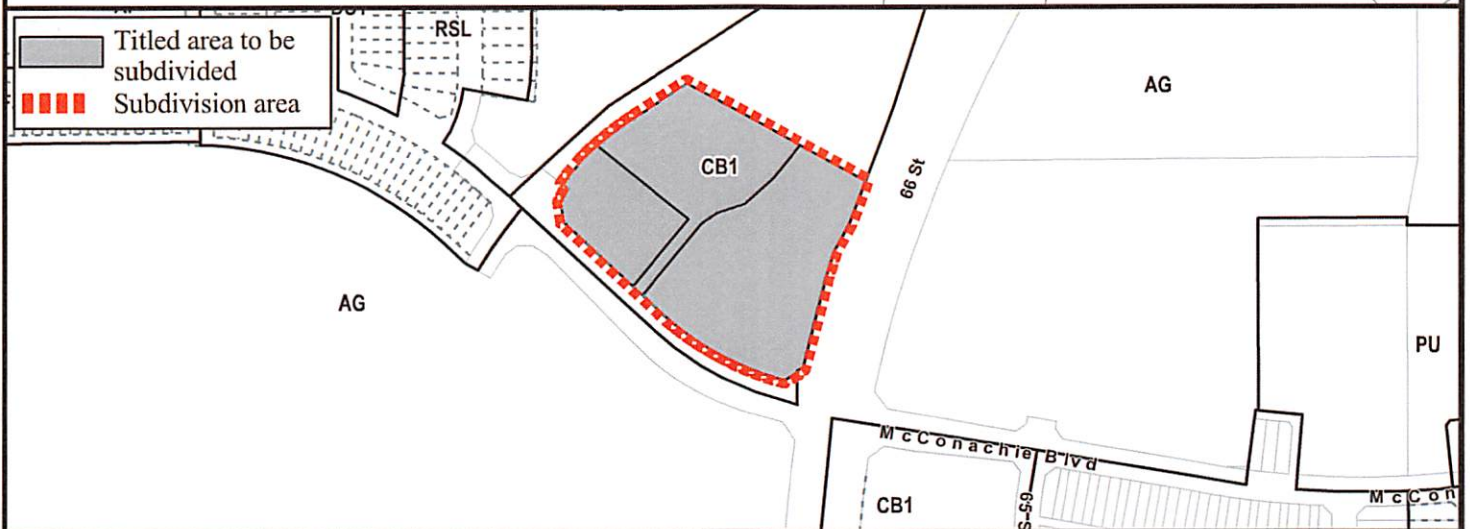 Titled area to be
subdivided
Subdivision area
RSL
AG
CB1
66 St
AG
PU
McConachie Blvd
McCon
CB1